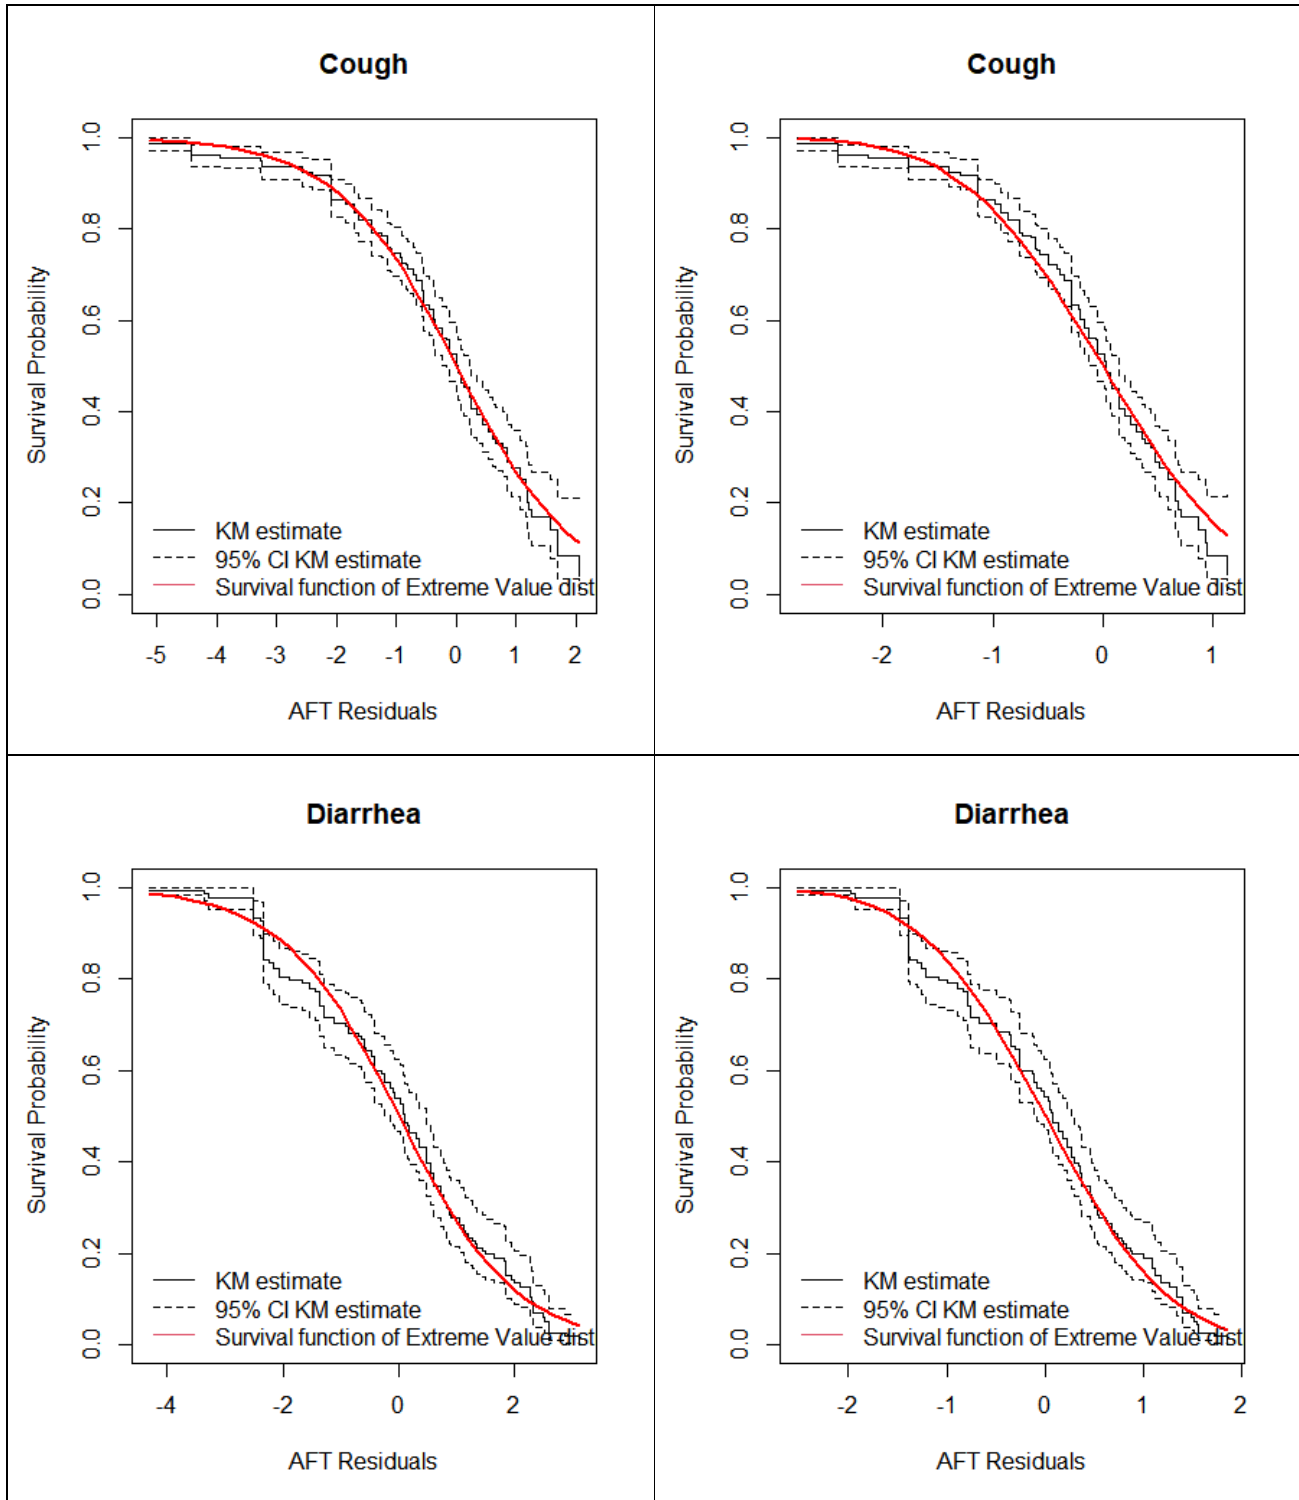 Cough
Survival Probability
0.0 0.2 0.4 0.6 0.8 1.0
KM estimate
95% CI KM estimate
Survival function of Extreme Value dist
-5 -4 -3 -2 -1 0 1 2
AFT Residuals
Cough
Survival Probability
0.0 0.2 0.4 0.6 0.8 1.0
KM estimate
95% CI KM estimate
Survival function of Extreme Value dist
-2 -1 0 1
AFT Residuals
Diarrhea
Survival Probability
0.0 0.2 0.4 0.6 0.8 1.0
KM estimate
95% CI KM estimate
Survival function of Extreme Value dist
-4 -2 0 2
AFT Residuals
Diarrhea
Survival Probability
0.0 0.2 0.4 0.6 0.8 1.0
KM estimate
95% CI KM estimate
Survival function of Extreme Value dist
-2 -1 0 1 2
AFT Residuals